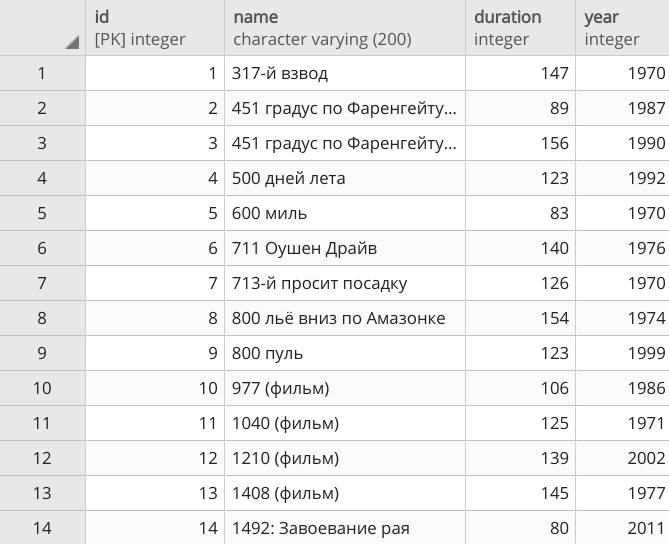 id name duration year
[PK] integer character varying (200) integer integer
1 1 317-й взвод 147 1970
2 2 451 градус по Фаренгейту... 89 1987
3 3 451 градус по Фаренгейту... 156 1990
4 4 500 дней лета 123 1992
5 5 600 миль 83 1970
6 6 711 Оушен Драйв 140 1976
7 7 713-й просит посадку 126 1970
8 8 800 льё вниз по Амазонке 154 1974
9 9 800 пуль 123 1999
10 10 977 (фильм) 106 1986
11 11 1040 (фильм) 125 1971
12 12 1210 (фильм) 139 2002
13 13 1408 (фильм) 145 1977
14 14 1492: Завоевание рая 80 2011